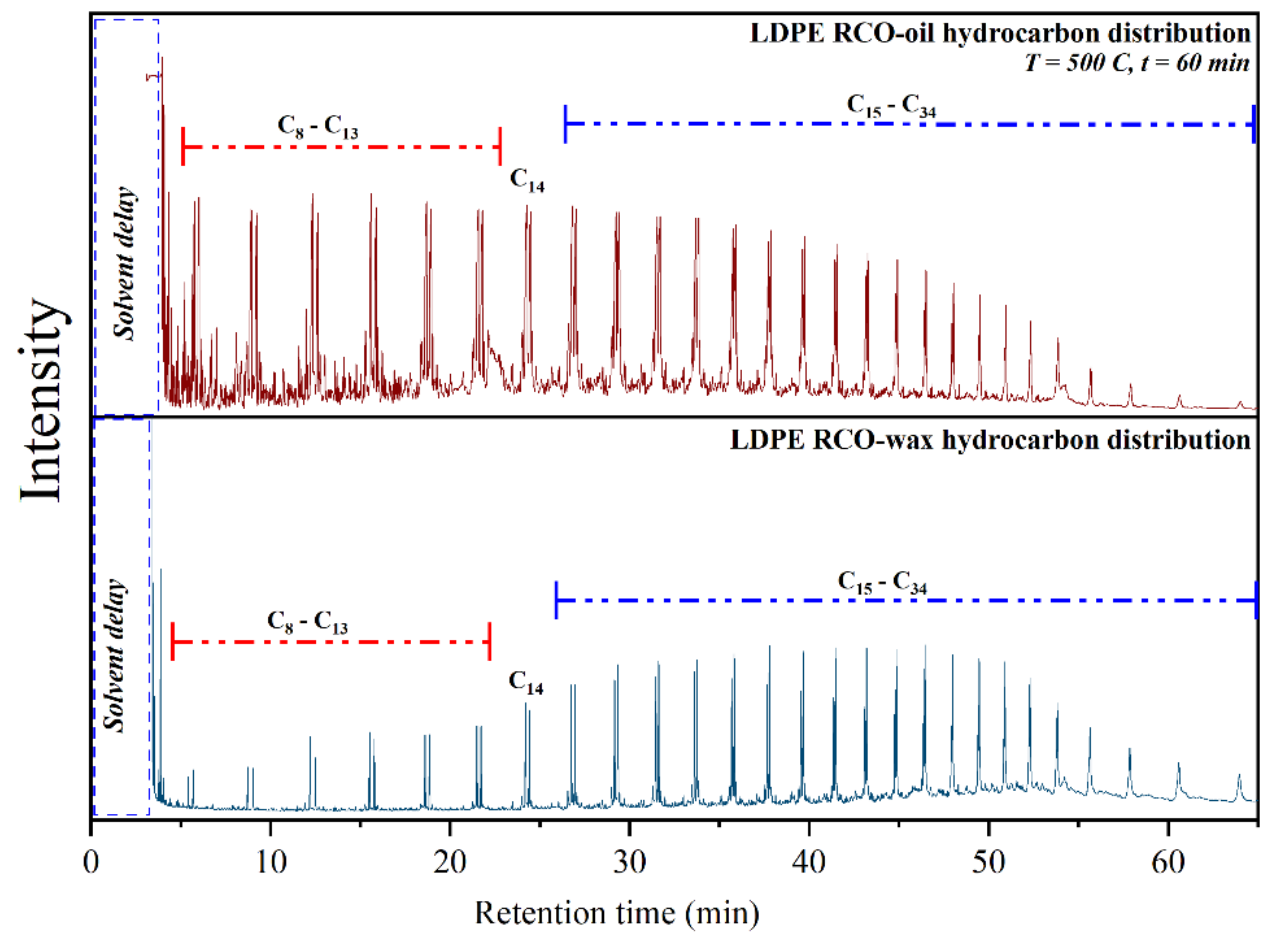 LDPE RCO-oil hydrocarbon distribution
T = 500 C, t = 60 min
C15 - C34
C8 - C13
C14
Solvent delay
Intensity
LDPE RCO-wax hydrocarbon distribution
C15 - C34
C8 - C13
C14
Solvent delay
0 10 20 30 40 50 60
Retention time (min)